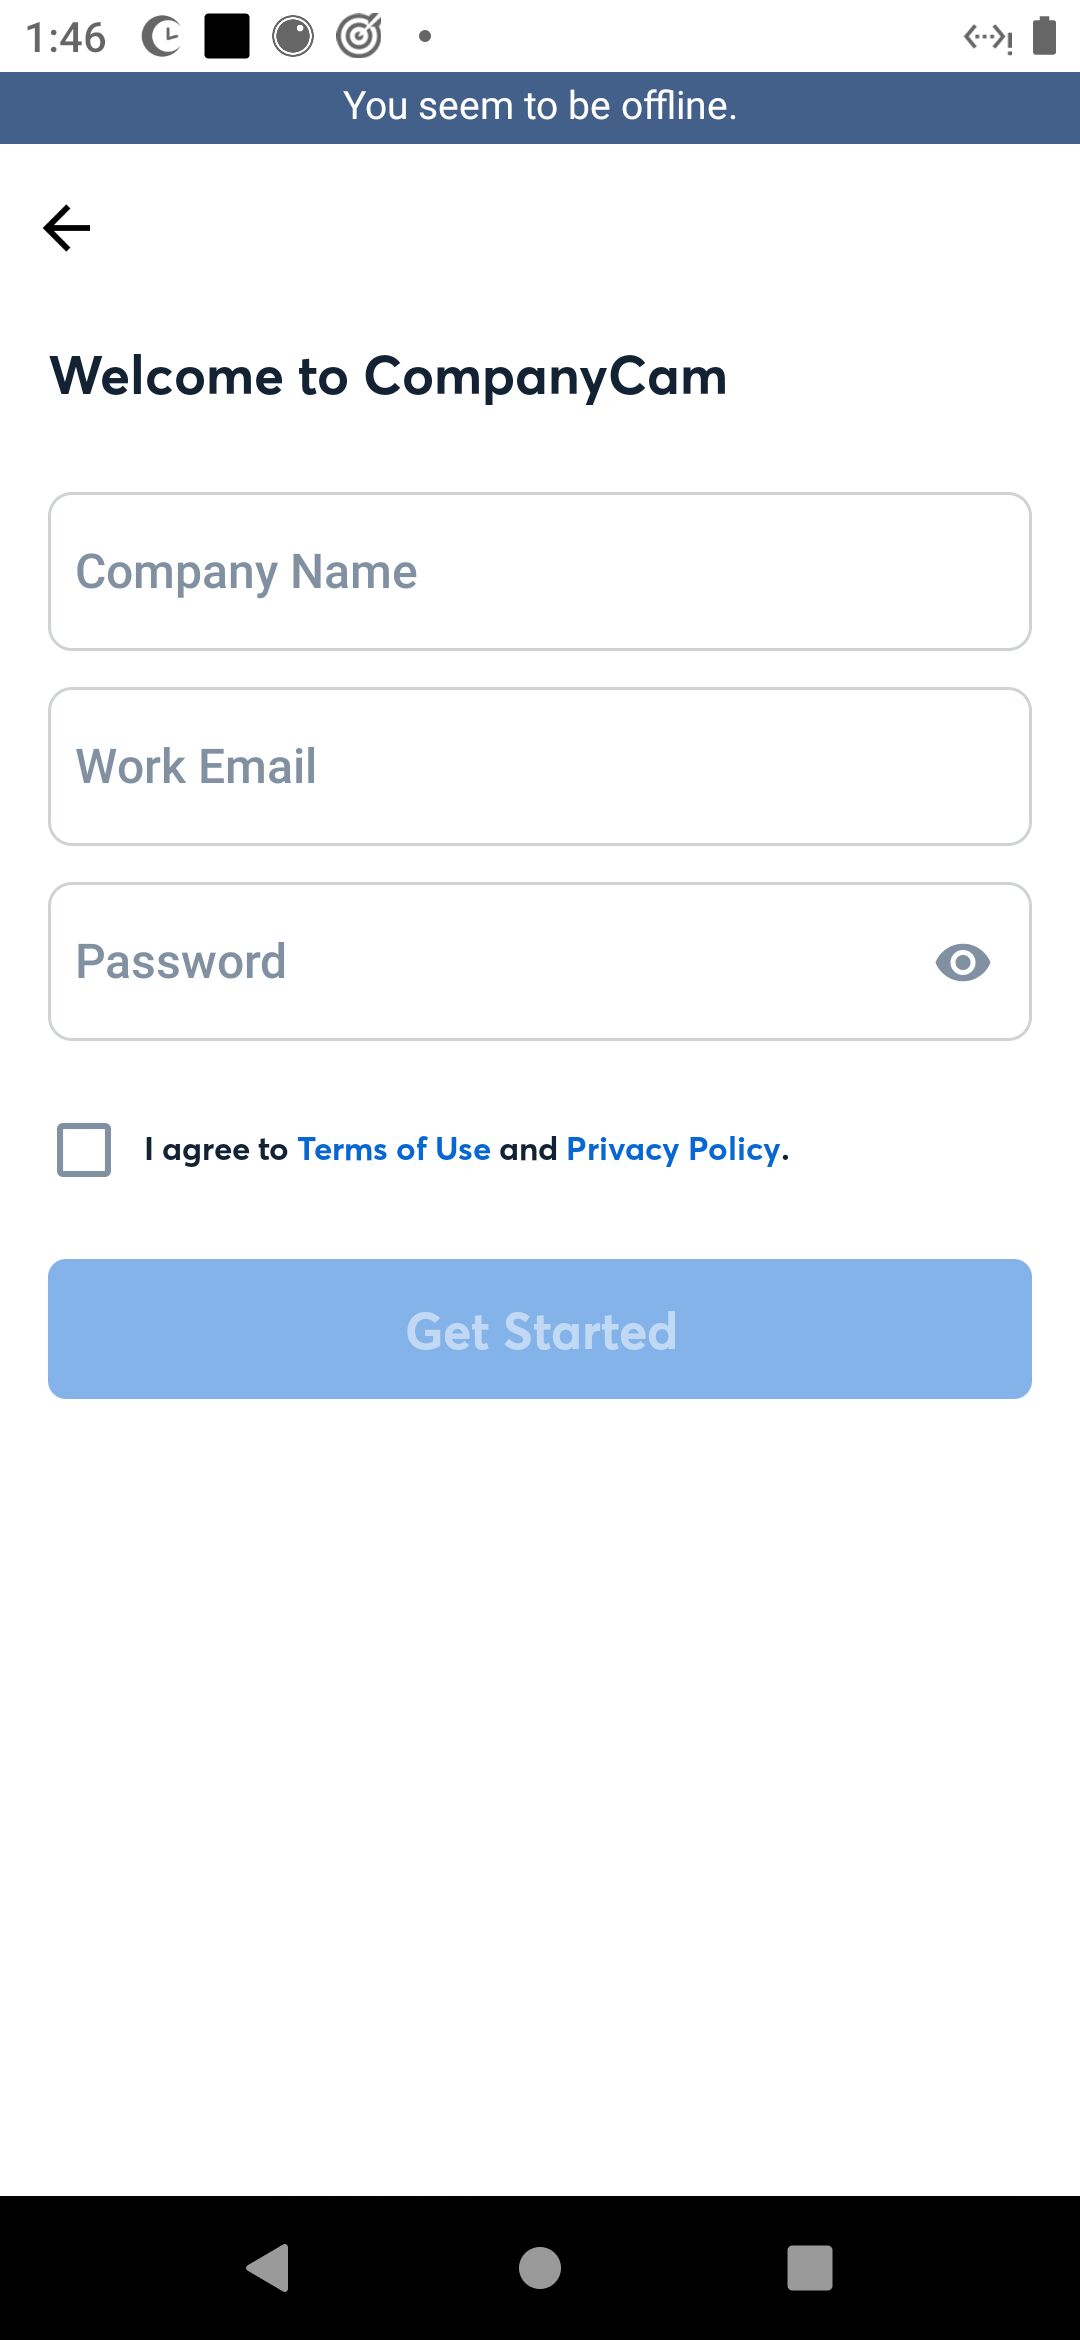 1:46
You seem to be offline.
Welcome to CompanyCam
Company Name
Work Email
Password
I agree to Terms of Use and Privacy Policy.
Get Started